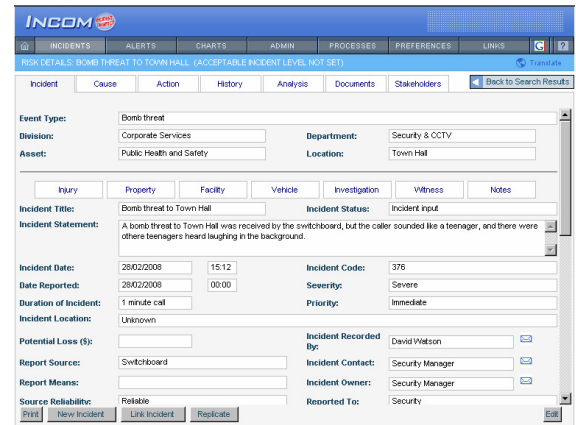 INCOM
INCIDENTS ALERTS CHARTS ADMIN PROCESSES PREFERENCES LINKS G ?
RISK DETAILS: BOMB THREAT TO TOWN HALL (ACCEPTABLE INCIDENT LEVEL NOT SET) Translate
Incident Cause Action History Analysis Documents Stakeholders Back to Search Results
Event Type: Bomb threat
Division: Corporate Services Department: Security & CCTV
Asset: Public Health and Safety Location: Town Hall
Injury Property Facility Vehicle Investigation Witness Notes
Incident Title: Bomb threat to Town Hall Incident Status: Incident input
Incident Statement: A bomb threat to Town Hall was received by the switchboard, but the caller sounded like a teenager, and there were
othere teenagers heard laughing in the background.
Incident Date: 28/02/2008 15:12 Incident Code: 376
Date Reported: 28/02/2008 00:00 Severity: Severe
Duration of Incident: 1 minute call Priority: Immediate
Incident Location: Unknown
Potential Loss ($): Incident Recorded By: David Watson
Report Source: Switchboard Incident Contact: Security Manager
Report Means: Incident Owner: Security Manager
Source Reliability: Reliable Reported To: Security
Print New Incident Link Incident Replicate Edit